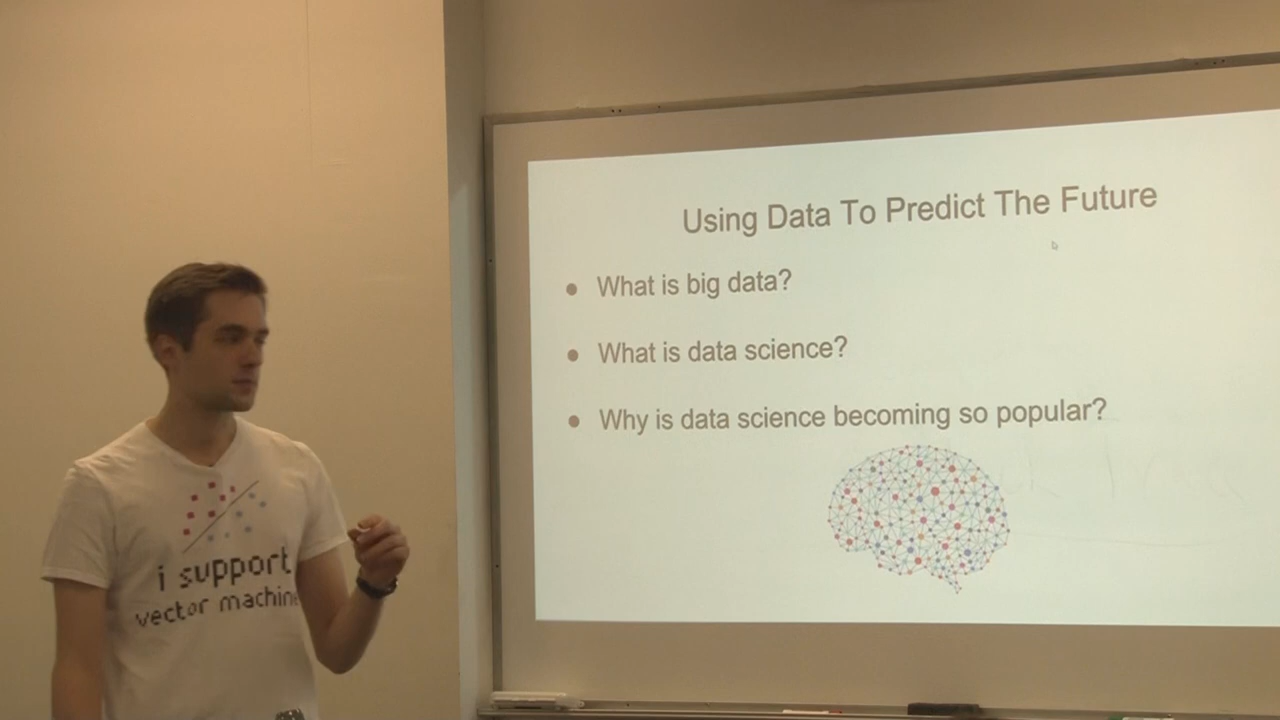 Using Data To Predict The Future
What is big data?
What is data science?
Why is data science becoming so popular?
i support
vector machine